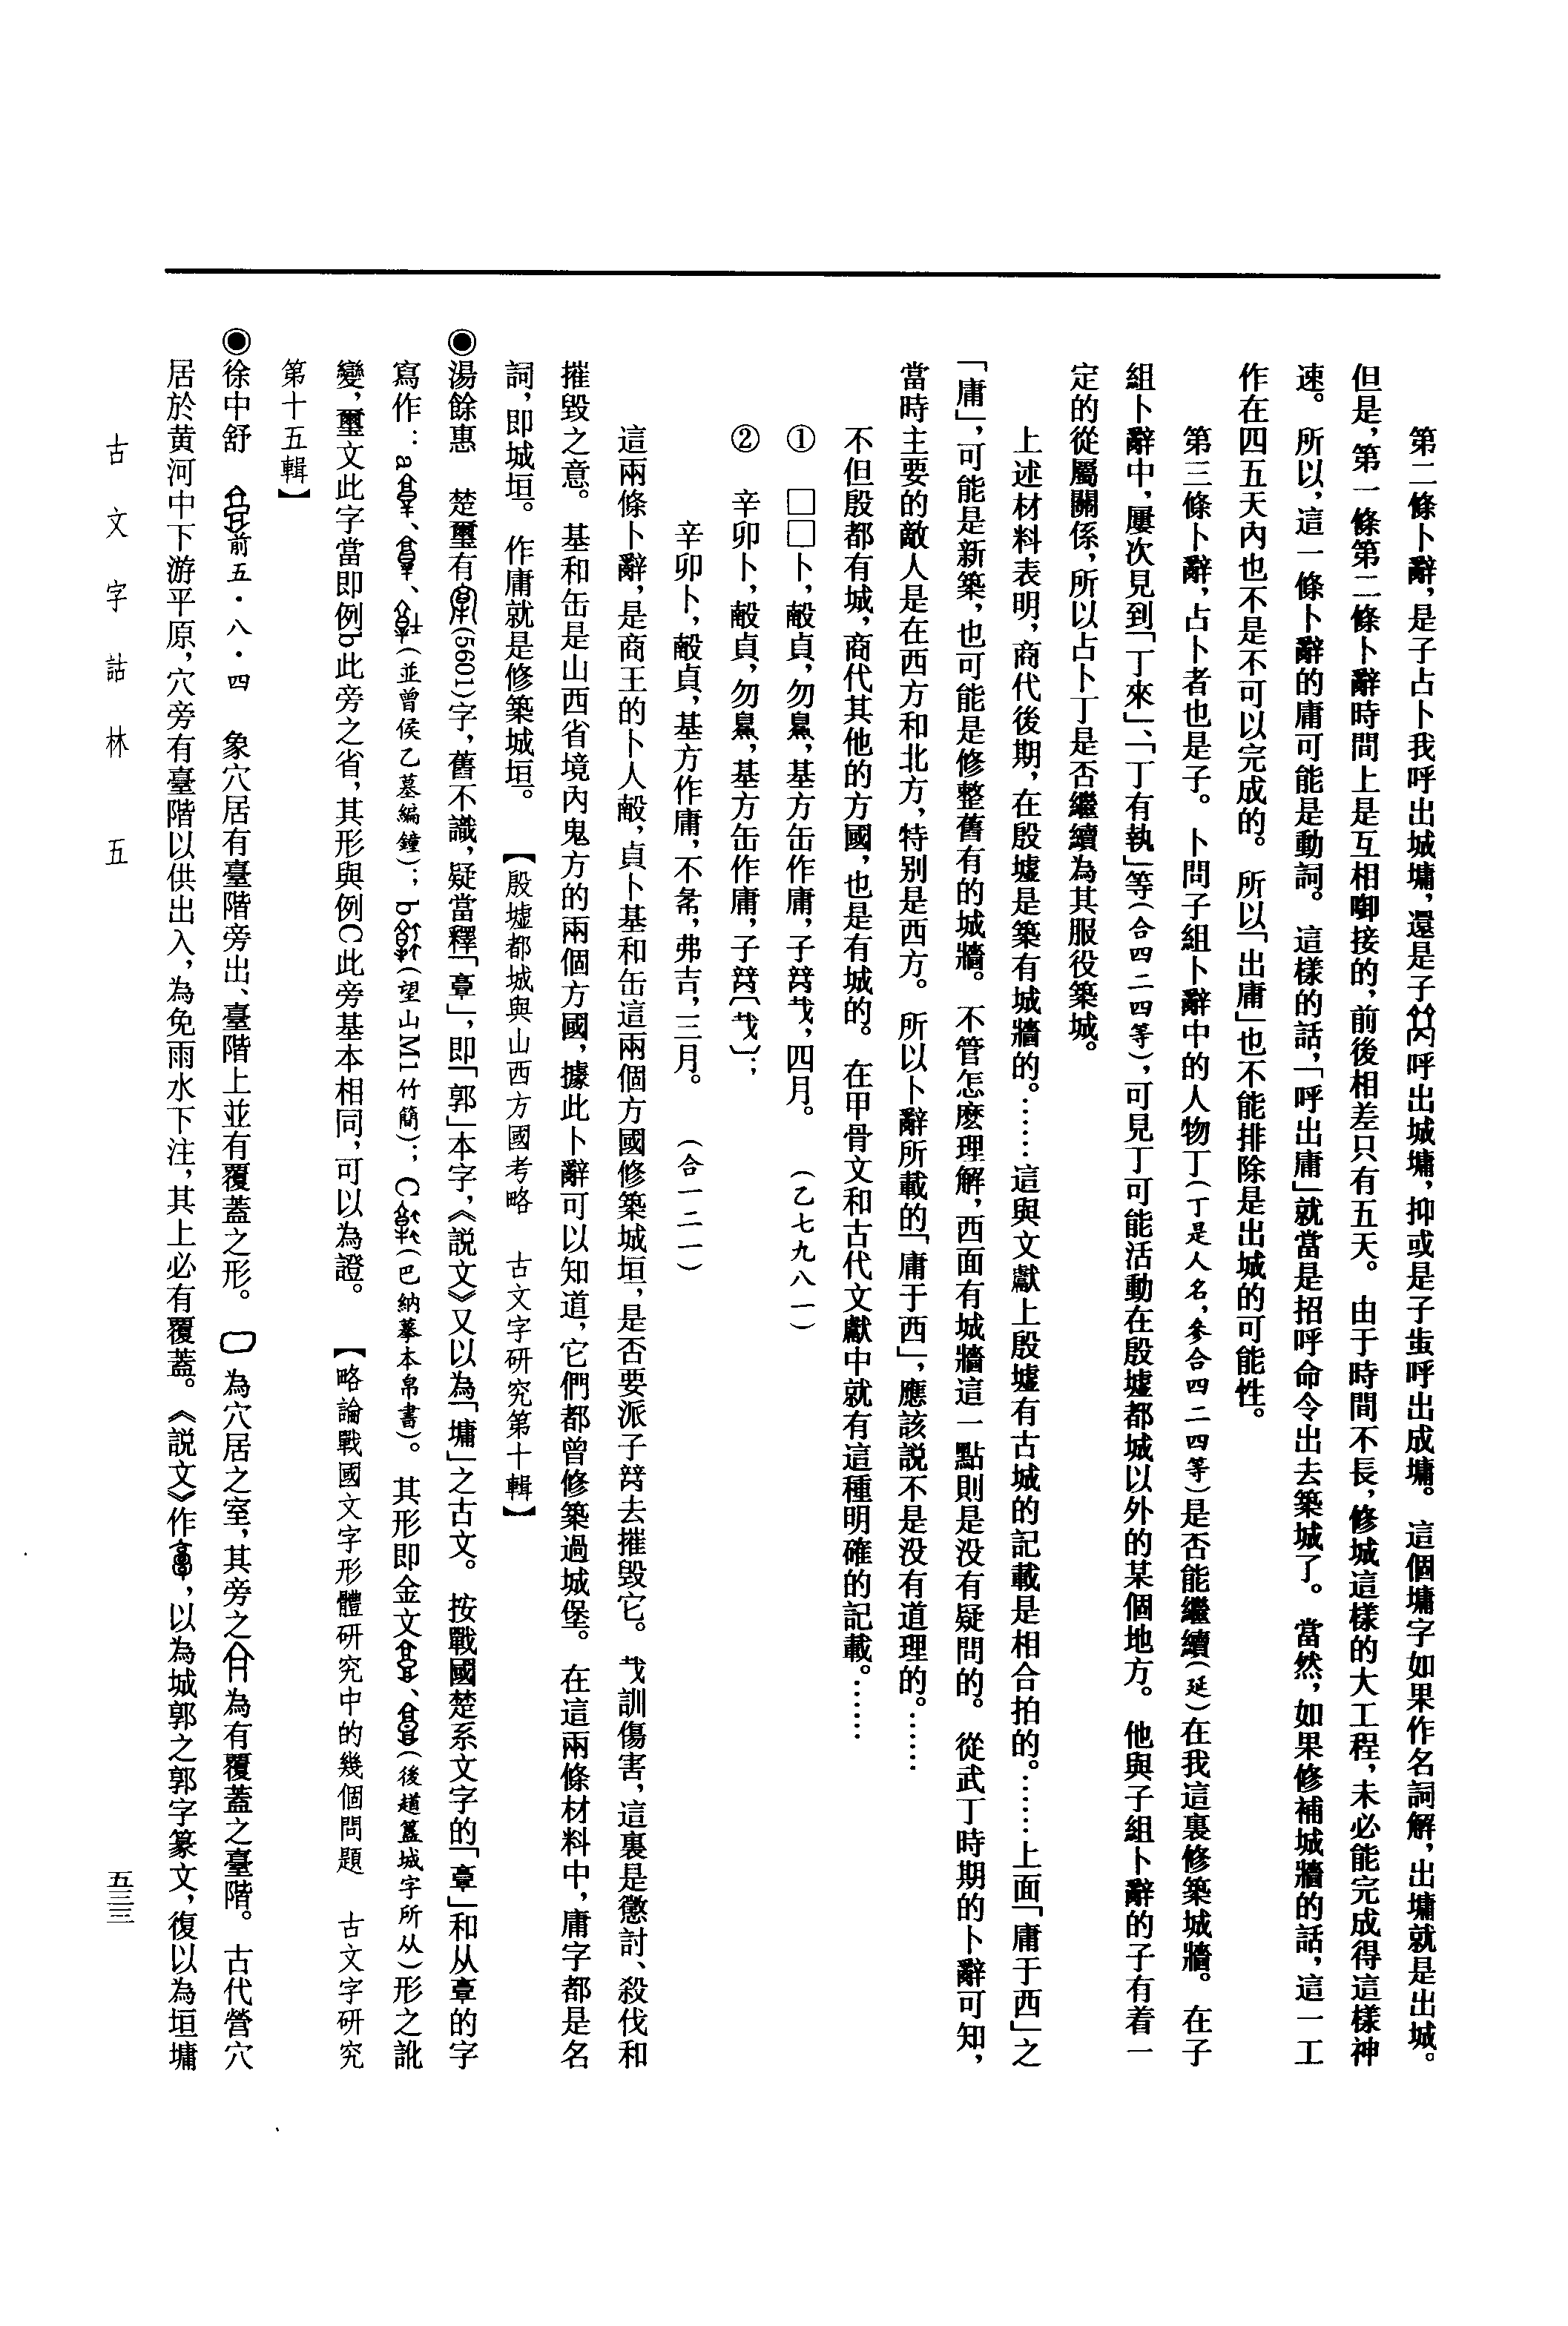 第二條卜辭，是子占卜我呼出城墉，還是子呼出城墉，抑或是子𧊒呼出成墉。這個墉字如果作名詞解，出墉就是出城。
但是，第一條第二條卜辭時間上是互相啣接的，前後相差只有五天。由于時間不長，修城這樣的大工程，未必能完成得這樣神
速。所以，這一條卜辭的庸可能是動詞。這樣的話，「呼出庸」就當是招呼命令出去築城了。當然，如果修補城牆的話，這一工
作在四五天內也不是不可以完成的。所以「出庸」也不能排除是出城的可能性。
第三條卜辭，占卜者也是子。卜問子組卜辭中的人物丁（丁是人名，參合四二四等）是否能繼續（延）在我這裏修築城牆。在子
組卜辭中，屢次見到「丁來」、「丁有執」等（合四二四等），可見丁可能活動在殷墟都城以外的某個地方。他與子組卜辭的子有着一
定的從屬關係，所以占卜丁是否繼續為其服役築城。
上述材料表明，商代後期，在殷墟是築有城牆的。……這與文獻上殷墟有古城的記載是相合拍的。……上面「庸于西」之
「庸」，可能是新築，也可能是修整舊有的城牆。不管怎麽理解，西面有城牆這一點則是没有疑問的。從武丁時期的卜辭可知，
當時主要的敵人是在西方和北方，特别是西方。所以卜辭所載的「庸于西」，應該説不是没有道理的。……
不但殷都有城，商代其他的方國，也是有城的。在甲骨文和古代文獻中就有這種明確的記載。……
①　□□卜，㱿貞，勿，基方缶作庸，子𢦔，四月。（乙七九八一）
②　辛卯卜，㱿貞，勿，基方缶作庸，子〔𢦔〕；
辛卯卜，㱿貞，基方作庸，不，弗吉，三月。（合一二一）
這兩條卜辭，是商王的卜人㱿，貞卜基和缶這兩個方國修築城垣，是否要派子去摧毀它。𢦔訓傷害，這裏是懲討、殺伐和
摧毀之意。基和缶是山西省境內鬼方的兩個方國，據此卜辭可以知道，它們都曾修築過城堡。在這兩條材料中，庸字都是名
詞，即城垣。作庸就是修築城垣。【殷墟都城與山西方國考略　古文字研究第十輯】
◉湯餘惠　楚璽有(5601)字，舊不識，疑當釋「𩫏」，即「郭」本字，《説文》又以為「墉」之古文。按戰國楚系文字的「𩫏」和从𩫏的字
寫作：a、、（並曾侯乙墓編鐘）；b（望山M1竹簡）；C（巴納摹本帛書）。其形即金文、（後趞簋城字所从）形之訛
變，璽文此字當即例b此旁之省，其形與例C此旁基本相同，可以為證。【略論戰國文字形體研究中的幾個問題　古文字研究
第十五輯】
◉徐中舒　前五·八·四　象穴居有臺階旁出、臺階上並有覆蓋之形。為穴居之室，其旁之為有覆蓋之臺階。古代營穴
居於黄河中下游平原，穴旁有臺階以供出入，為免雨水下注，其上必有覆蓋。《説文》作，以為城郭之郭字篆文，復以為垣墉
古文字詁林　五
五三三